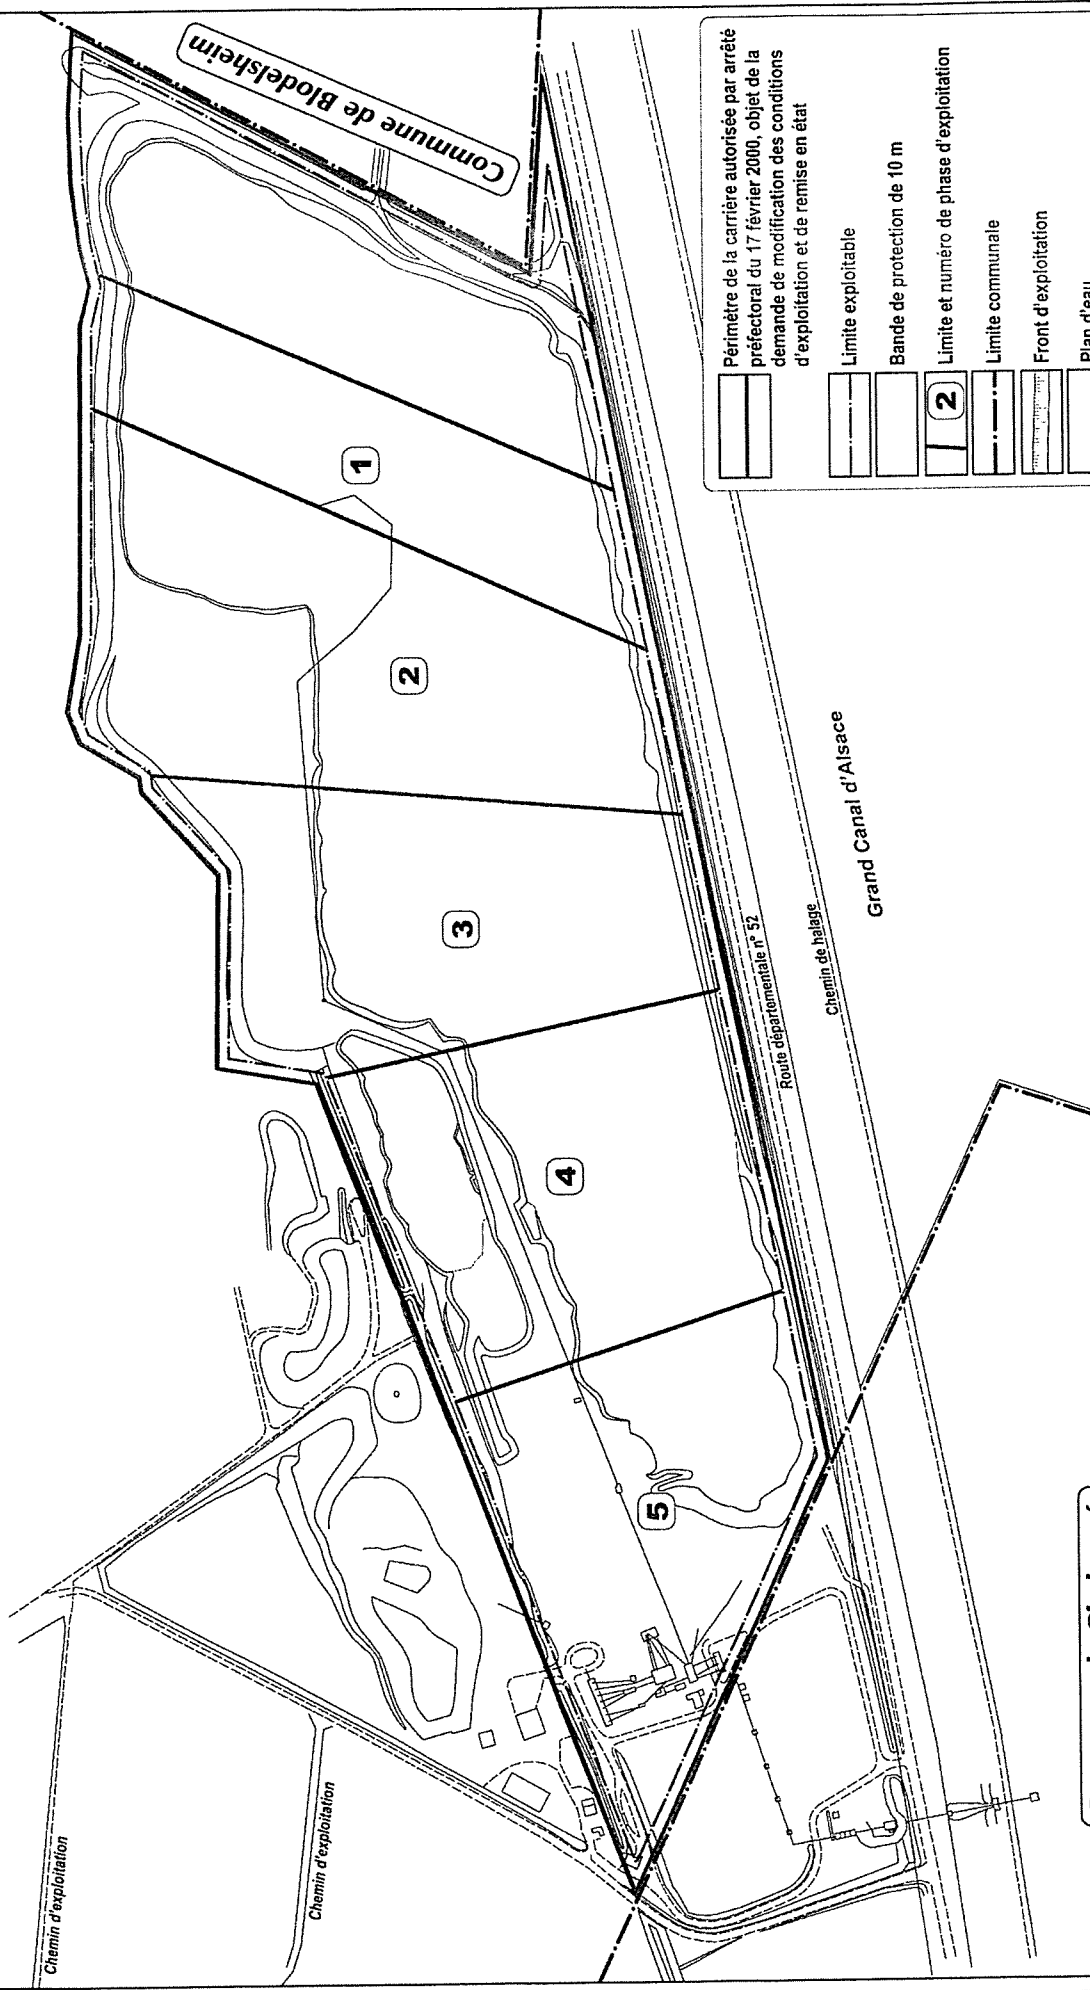 Commune de Blodelsheim
1
2
3
4
5
Route départementale n° 52
Chemin de halage
Grand Canal d'Alsace
Chemin d'exploitation
Chemin d'exploitation
Périmètre de la carrière autorisée par arrêté
préfectoral du 17 février 2000, objet de la
demande de modification des conditions
d'exploitation et de remise en état
Limite exploitable
Bande de protection de 10 m
2
Limite et numéro de phase d'exploitation
Limite communale
Front d'exploitation
Plan d'eau